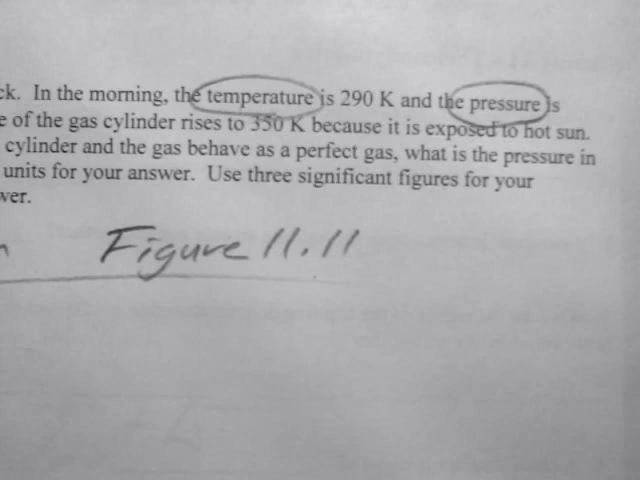 ck. In the morning, the temperature is 290 K and the pressure is
e of the gas cylinder rises to 350 K because it is exposed to hot sun.
cylinder and the gas behave as a perfect gas, what is the pressure in
units for your answer. Use three significant figures for your
wer.
Figure 11.11